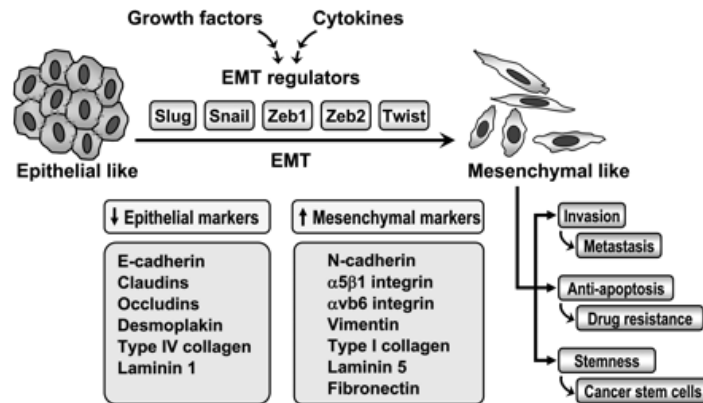 Growth factors Cytokines
EMT regulators
Slug Snail Zeb1 Zeb2 Twist
EMT
Epithelial like
Mesenchymal like
↓ Epithelial markers
E-cadherin
Claudins
Occludins
Desmoplakin
Type IV collagen
Laminin 1
↑ Mesenchymal markers
N-cadherin
α5β1 integrin
αvb6 integrin
Vimentin
Type I collagen
Laminin 5
Fibronectin
Invasion
Metastasis
Anti-apoptosis
Drug resistance
Stemness
Cancer stem cells